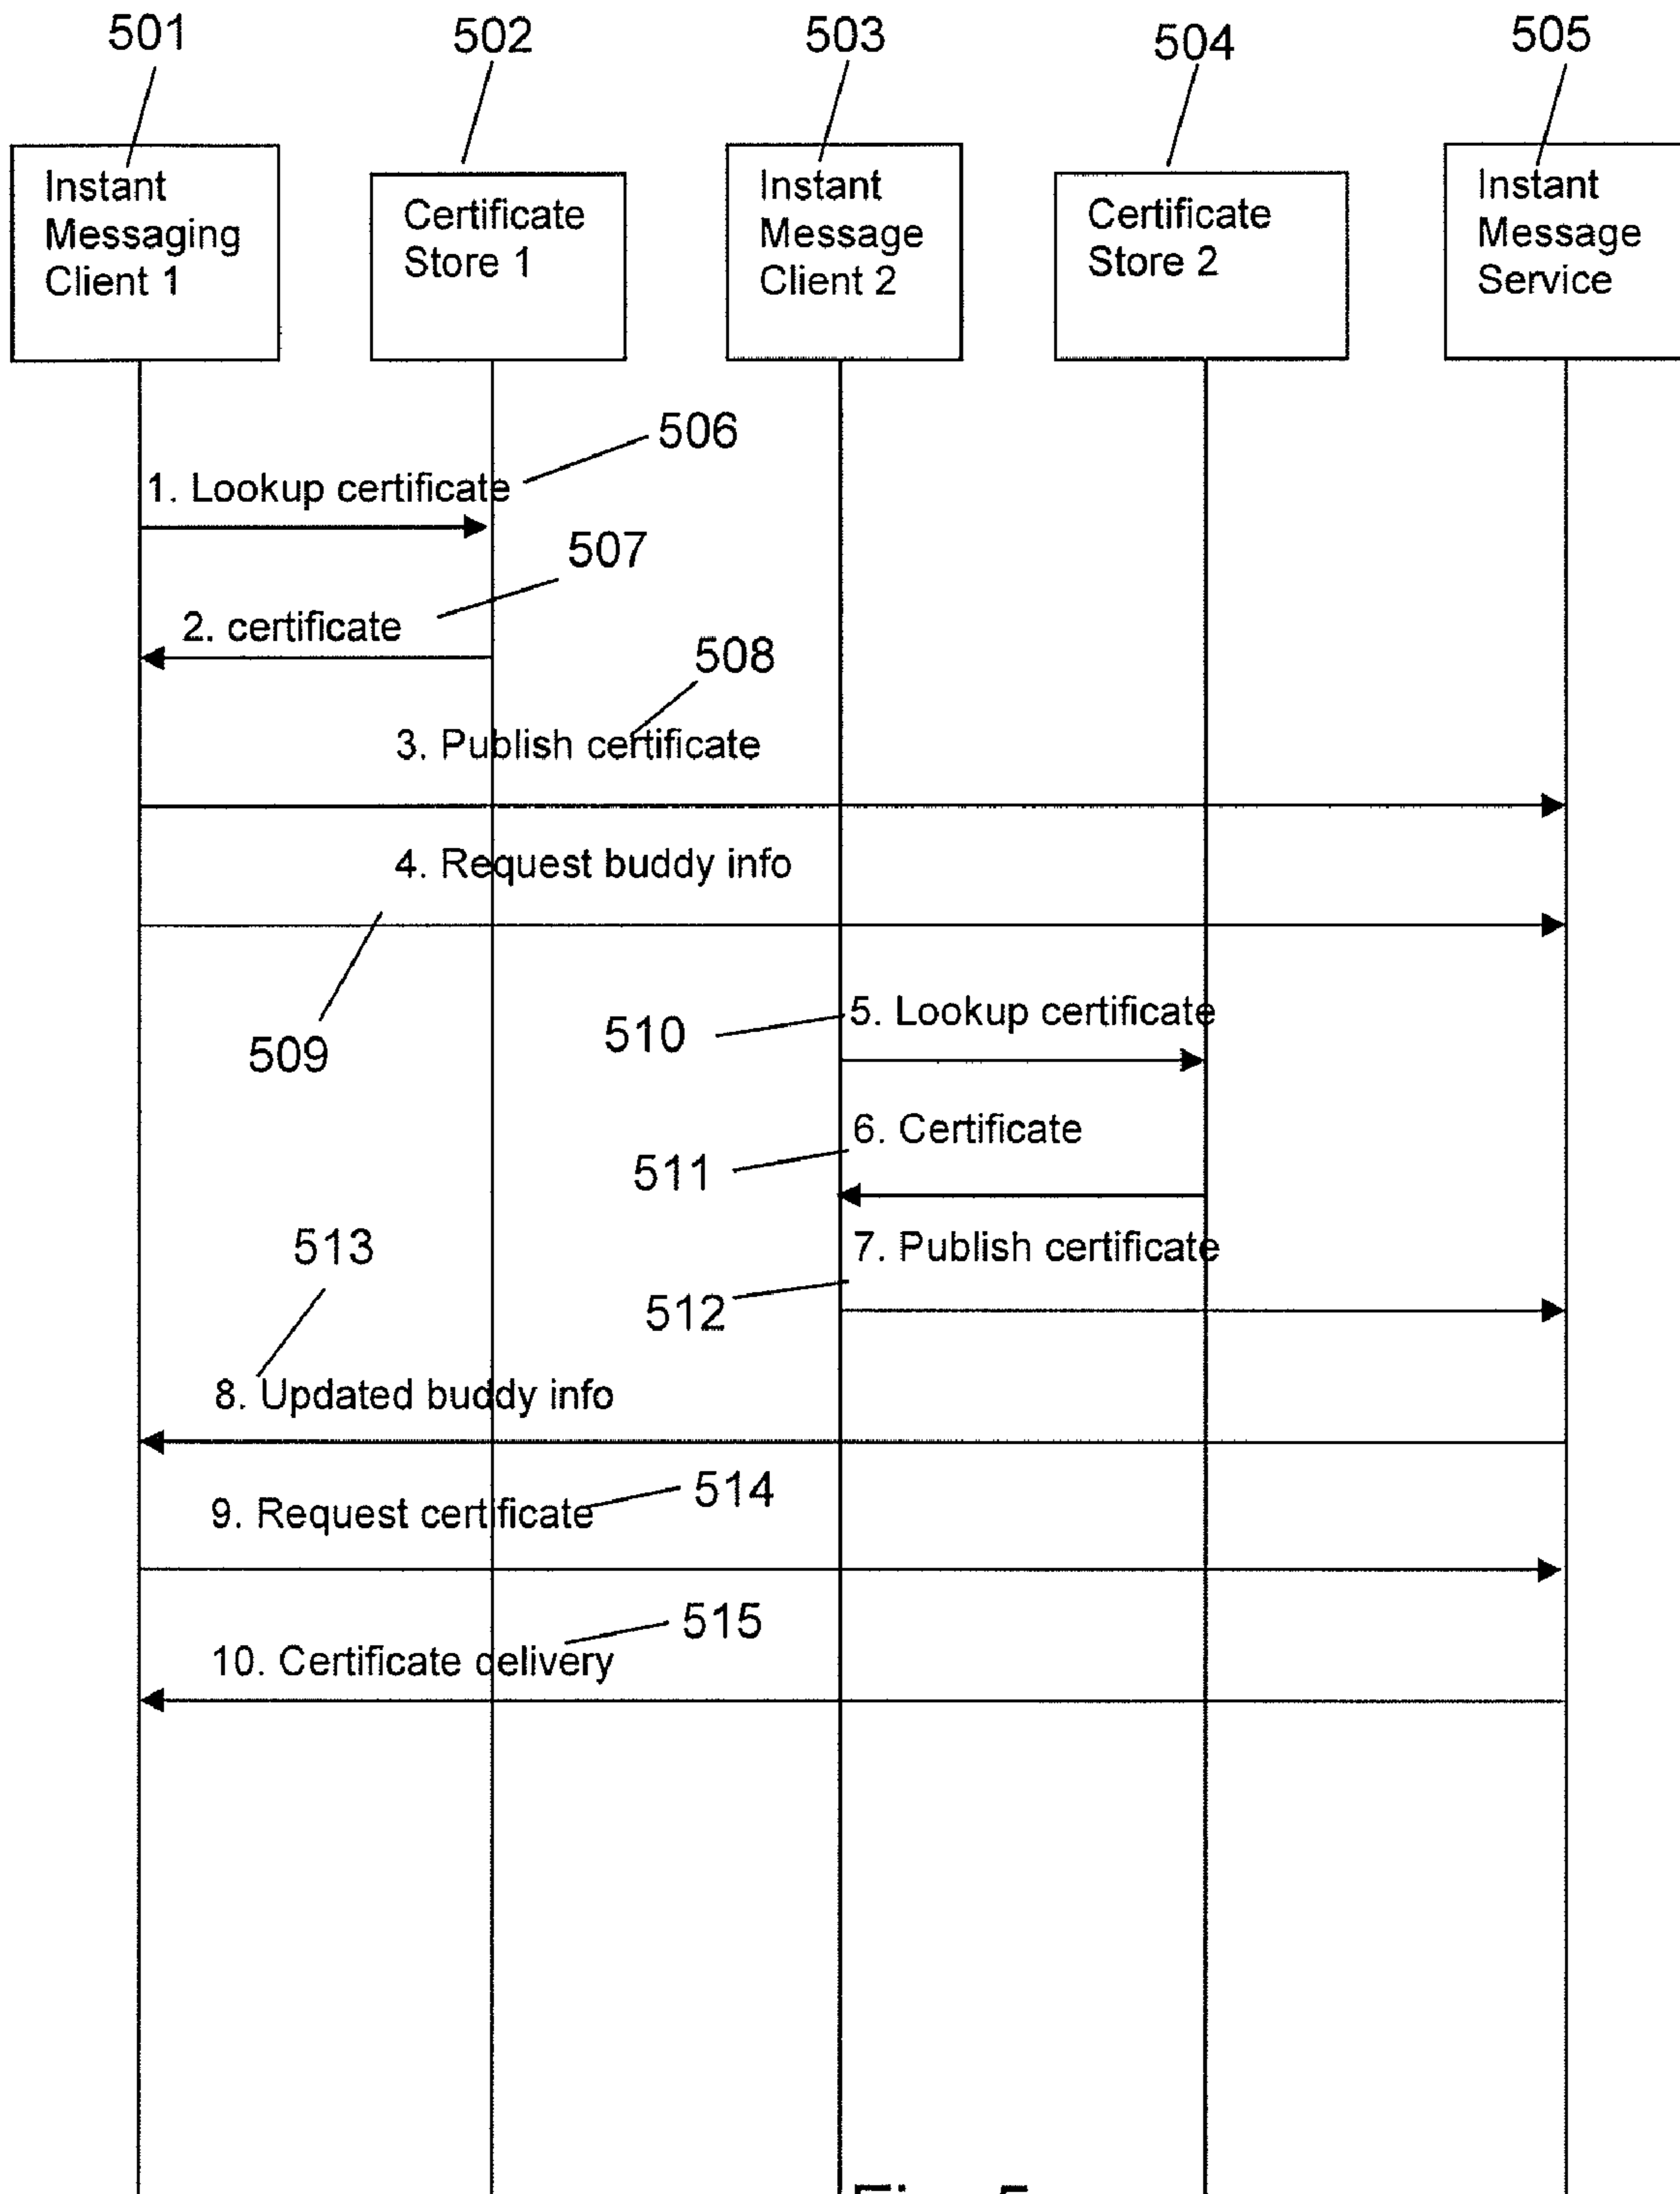 501
502
503
504
505
Instant
Messaging
Client 1
Certificate
Store 1
Instant
Message
Client 2
Certificate
Store 2
Instant
Message
Service
506
1. Lookup certificate
507
2. certificate
508
3. Publish certificate
4. Request buddy info
509
510
5. Lookup certificate
6. Certificate
511
513
7. Publish certificate
512
8. Updated buddy info
514
9. Request certificate
515
10. Certificate delivery